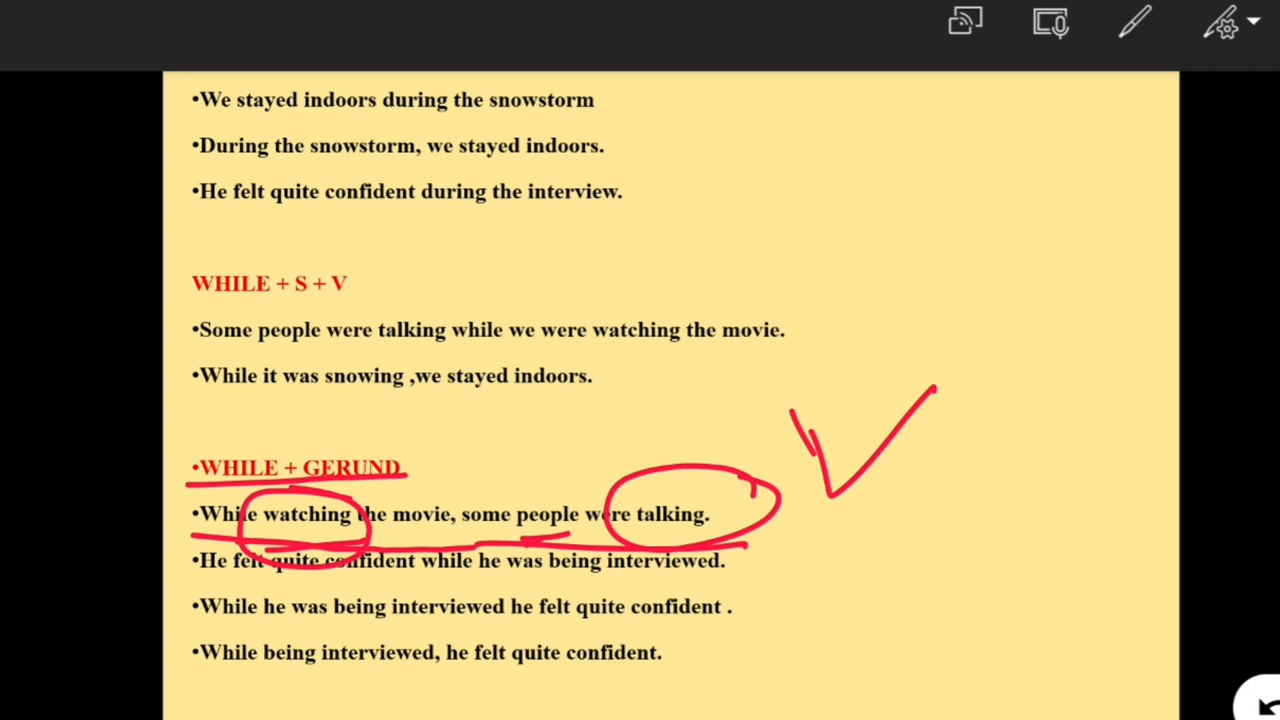 •We stayed indoors during the snowstorm
•During the snowstorm, we stayed indoors.
•He felt quite confident during the interview.
WHILE + S + V
•Some people were talking while we were watching the movie.
•While it was snowing ,we stayed indoors.
•WHILE + GERUND
•While watching the movie, some people were talking.
•He felt quite confident while he was being interviewed.
•While he was being interviewed he felt quite confident .
•While being interviewed, he felt quite confident.